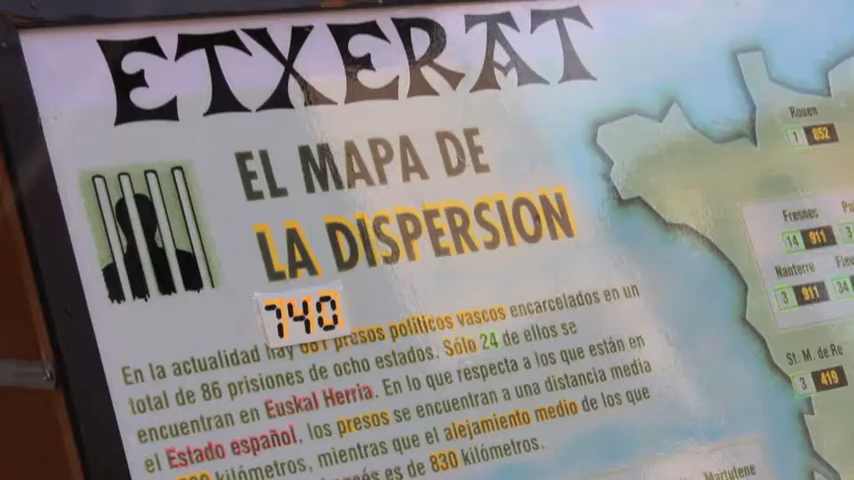 ETXERAT
EL MAPA DE
LA DISPERSION
740
En la actualidad hay 681 presos políticos vascos encarcelados en un
total de 86 prisiones de ocho estados. Sólo 24 de ellos se
encuentran en Euskal Herria. En lo que respecta a los que están en
el Estado español, los presos se encuentran a una distancia media
kilómetros, mientras que el alejamiento medio de los que
es de 830 kilómetros.
Rouen
1 852
Fresnes
14 911
Nanterre
3 911
34
St. M. de Re
3 419
Martutene